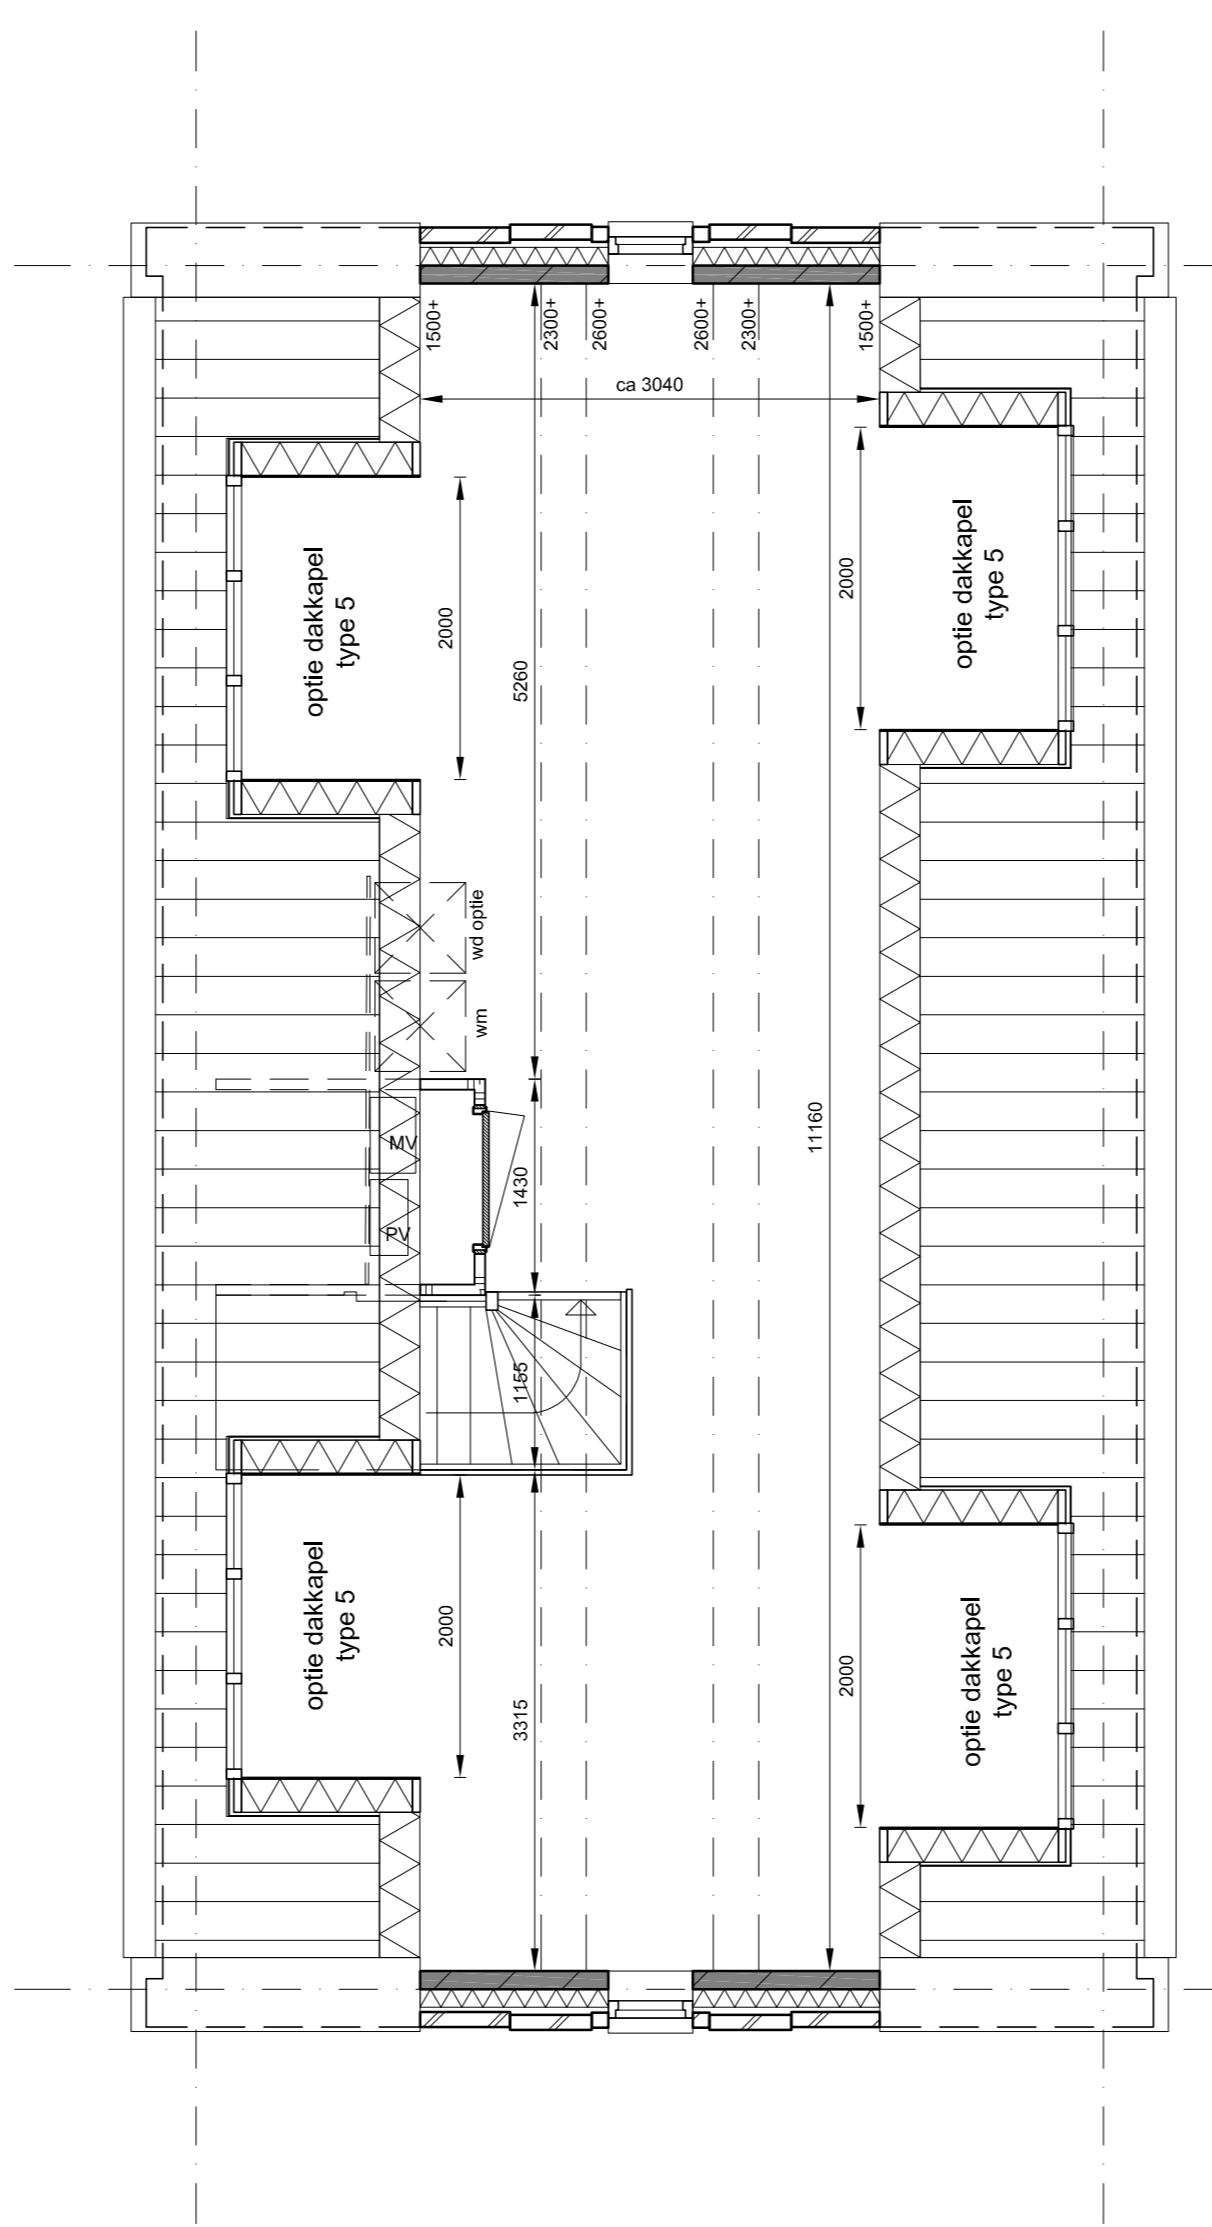 1500+
2300+
2600+
2600+
2300+
1500+
ca 3040
optie dakkapel
type 5
2000
5260
2000
optie dakkapel
type 5
wd optie
wm
MV
PV
1430
11160
1155
optie dakkapel
type 5
2000
3315
2000
optie dakkapel
type 5